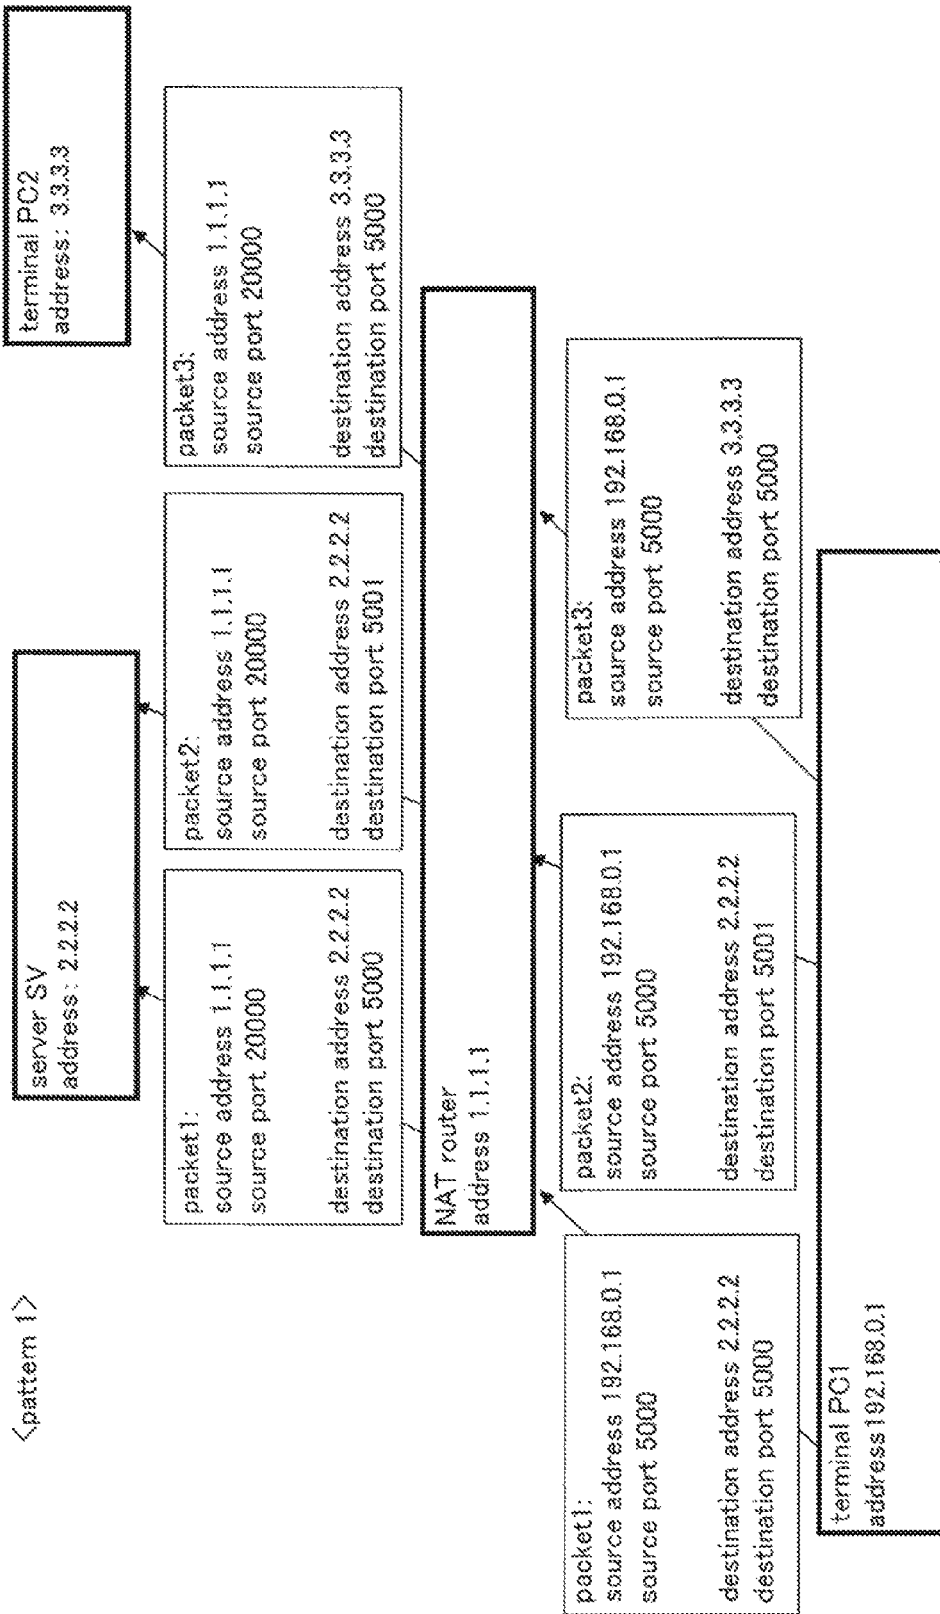 <pattern 1>
server SV
address: 2.2.2.2
terminal PC2
address: 3.3.3.3
packet1:
source address 1.1.1.1
source port 20000
destination address 2.2.2.2
destination port 5000
packet2:
source address 1.1.1.1
source port 20000
destination address 2.2.2.2
destination port 5001
packet3:
source address 1.1.1.1
source port 20000
destination address 3.3.3.3
destination port 5000
NAT router
address 1.1.1.1
packet1:
source address 192.168.0.1
source port 5000
destination address 2.2.2.2
destination port 5000
packet2:
source address 192.168.0.1
source port 5000
destination address 2.2.2.2
destination port 5001
packet3:
source address 192.168.0.1
source port 5000
destination address 3.3.3.3
destination port 5000
terminal PC1
address192.168.0.1